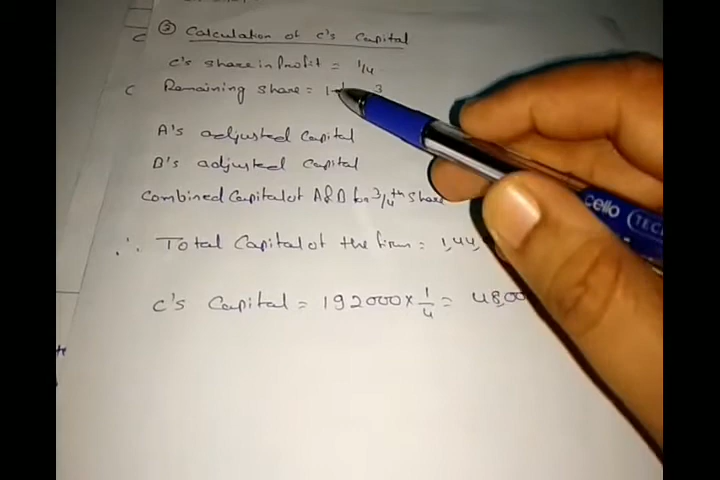 ③ Calculation of C's Capital
C's share in Profit = 1/4
Remaining share = 1-1 3
A's adjusted Capital
B's adjusted Capital
Combined Capital of A&B for 3/4th share
∴ Total Capital of the firm = 1,44,
C's Capital = 192000 × 1/4 = 48,00
cello
TEC